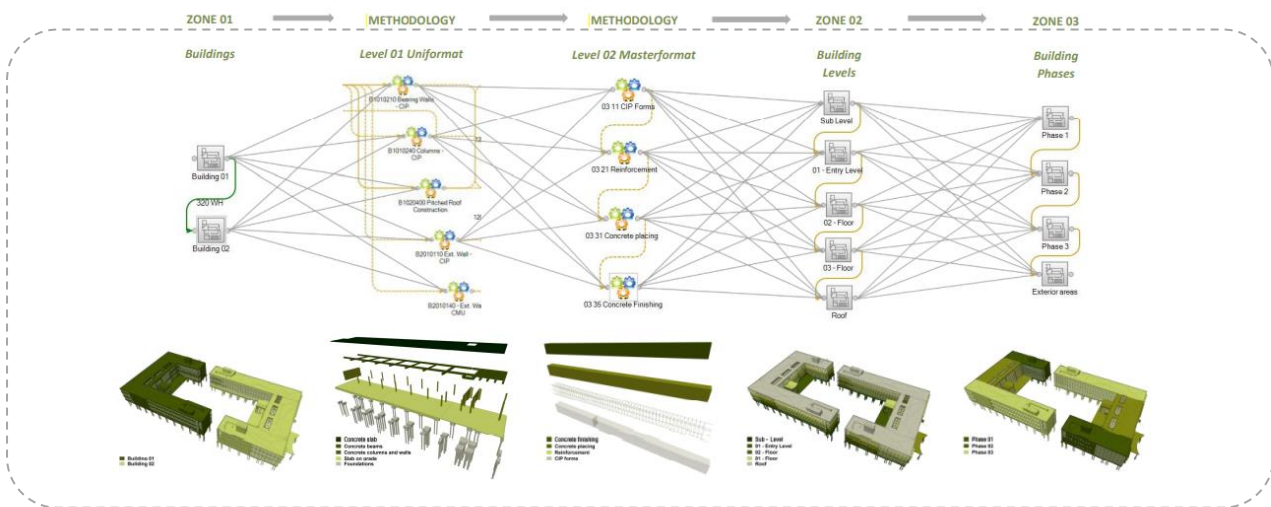 ZONE 01
METHODOLOGY
METHODOLOGY
ZONE 02
ZONE 03
Buildings
Level 01 Uniformat
Level 02 Masterformat
Building
Levels
Building
Phases
B1010210 Bearing Walls
- CIP
B1010240 Columns -
CIP
B1020400 Pitched Roof
Construction
B2010110 Ext. Wall -
CIP
B2010140 - Ext. We
CMU
Building 01
320 WH
Building 02
03 11 CIP Forms
03 21 Reinforcement
03 31 Concrete placing
03 35 Concrete Finishing
Sub Level
01 - Entry Level
02 - Floor
03 - Floor
Roof
Phase 1
Phase 2
Phase 3
Exterior areas
Building 01
Building 02
Concrete slab
Concrete beams
Concrete columns and walls
Slab on grade
Foundations
Concrete finishing
Concrete placing
Reinforcement
CIP forms
Sub - Level
01 - Entry Level
02 - Floor
01 - Floor
Roof
Phase 01
Phase 02
Phase 03